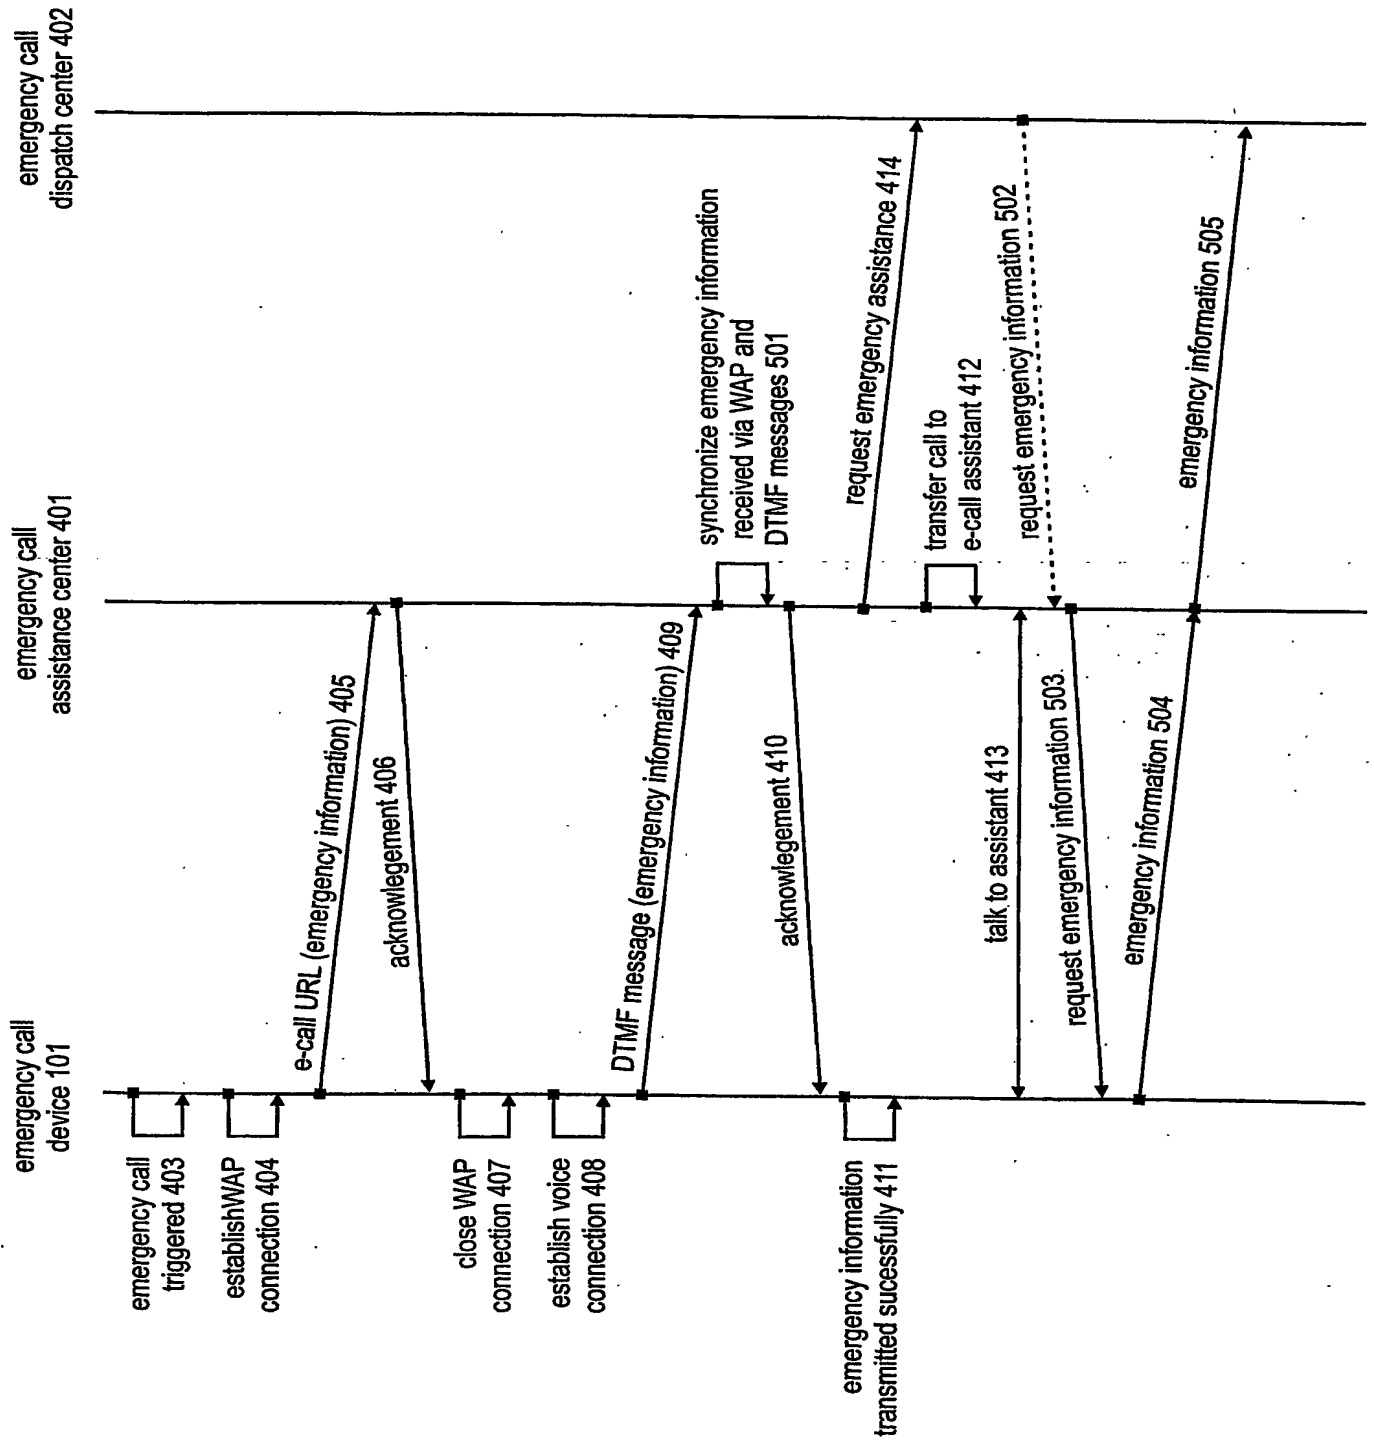 emergency call
device 101
emergency call
assistance center 401
emergency call
dispatch center 402
emergency call
triggered 403
establishWAP
connection 404
e-call URL (emergency information) 405
acknowlegement 406
close WAP
connection 407
establish voice
connection 408
DTMF message (emergency information) 409
synchronize emergency information
received via WAP and
DTMF messages 501
acknowlegement 410
emergency information
transmitted sucessfully 411
request emergency assistance 414
transfer call to
e-call assistant 412
talk to assistant 413
request emergency information 502
request emergency information 503
emergency information 504
emergency information 505